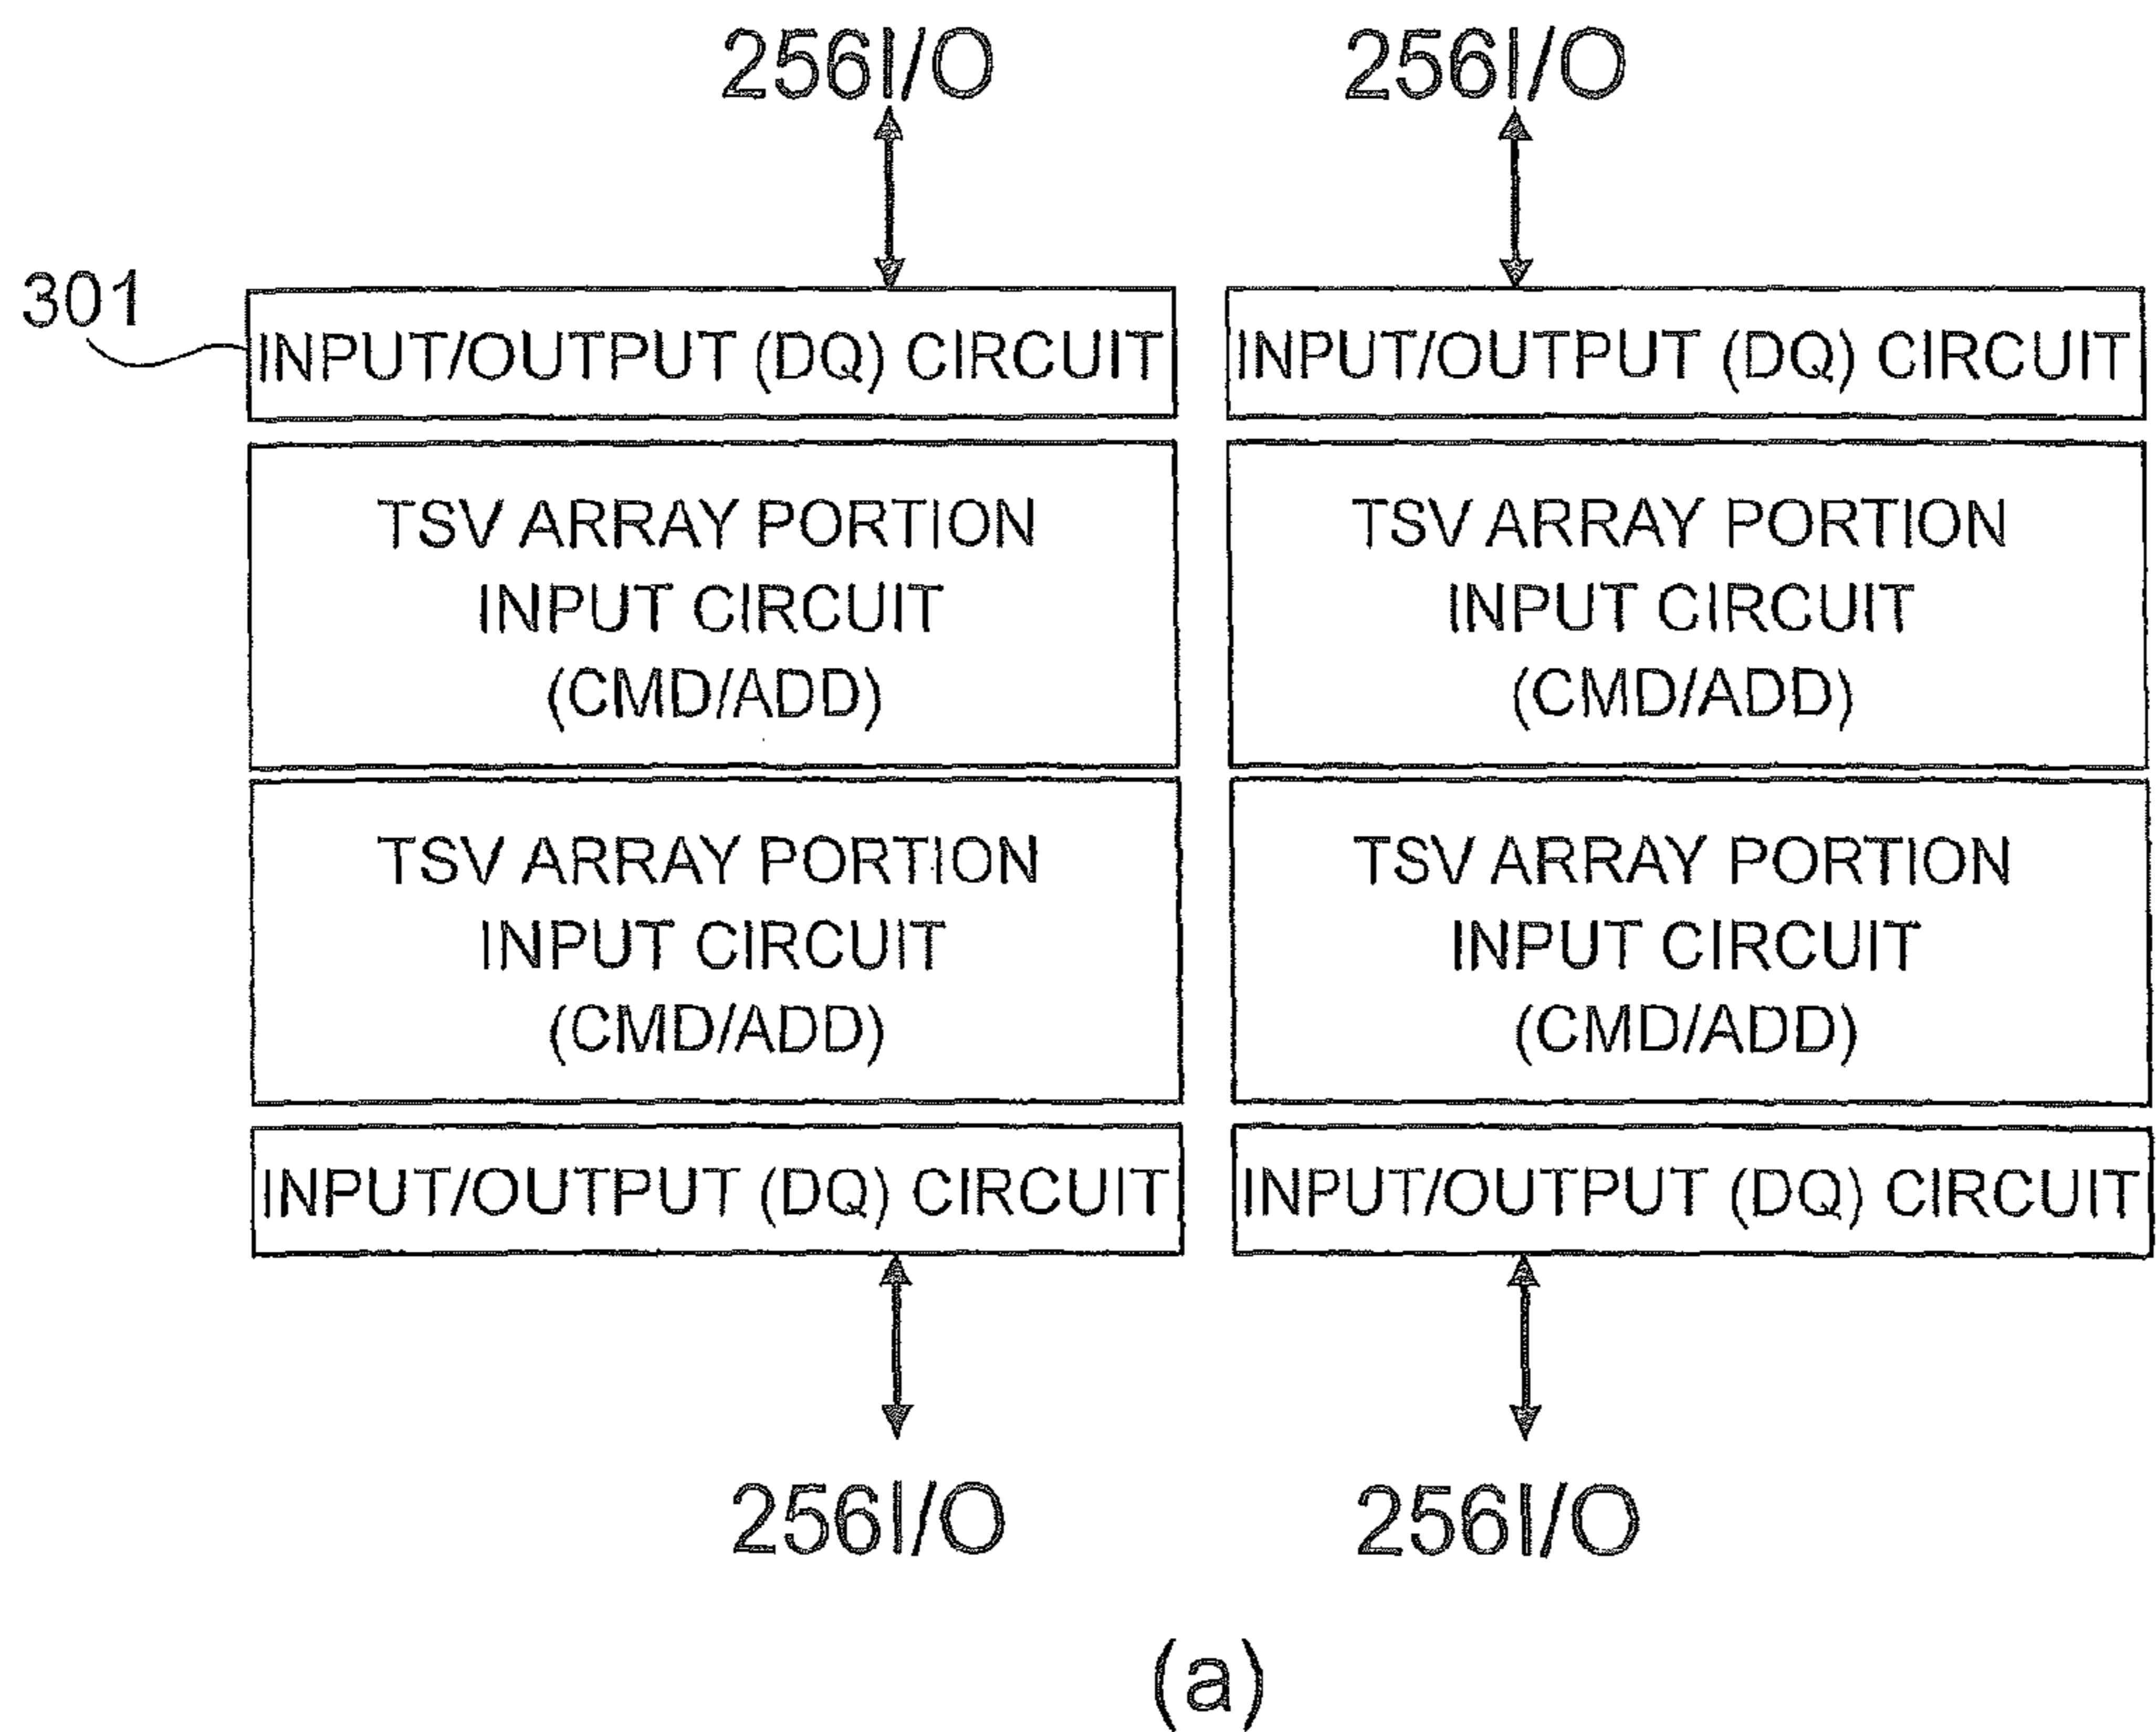 256I/O 256I/O
301
INPUT/OUTPUT (DQ) CIRCUIT INPUT/OUTPUT (DQ) CIRCUIT
TSV ARRAY PORTION TSV ARRAY PORTION
INPUT CIRCUIT INPUT CIRCUIT
(CMD/ADD) (CMD/ADD)
TSV ARRAY PORTION TSV ARRAY PORTION
INPUT CIRCUIT INPUT CIRCUIT
(CMD/ADD) (CMD/ADD)
INPUT/OUTPUT (DQ) CIRCUIT INPUT/OUTPUT (DQ) CIRCUIT
256I/O 256I/O
(a)